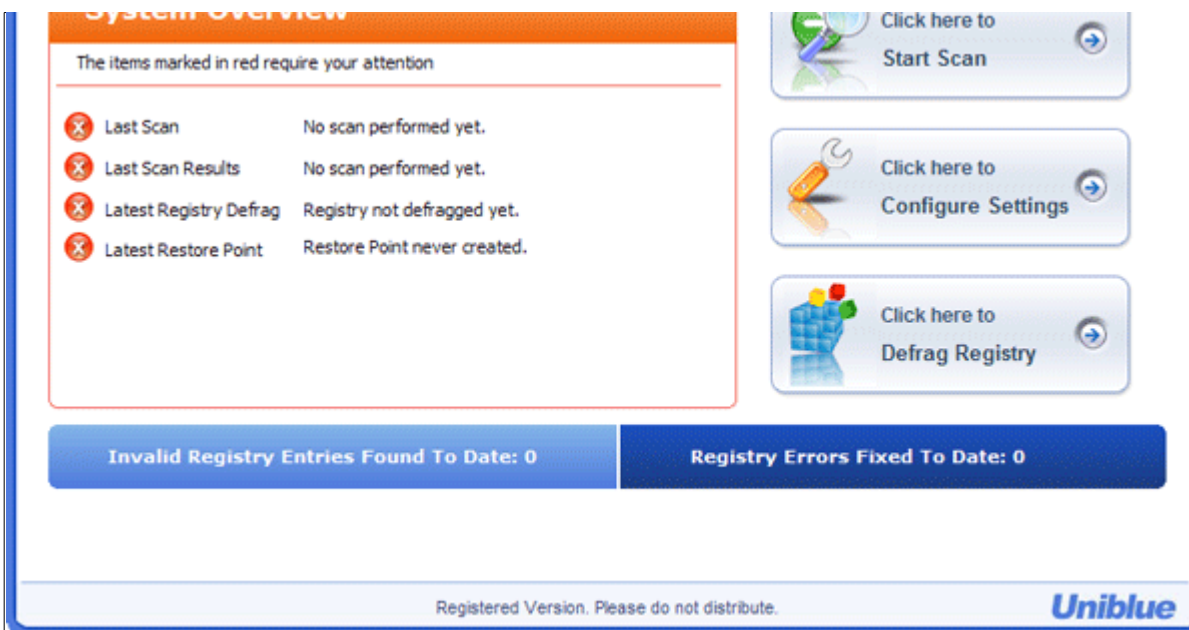 System Overview
The items marked in red require your attention
Last Scan No scan performed yet.
Last Scan Results No scan performed yet.
Latest Registry Defrag Registry not defragged yet.
Latest Restore Point Restore Point never created.
Click here to
Start Scan
Click here to
Configure Settings
Click here to
Defrag Registry
Invalid Registry Entries Found To Date: 0
Registry Errors Fixed To Date: 0
Registered Version. Please do not distribute.
Uniblue